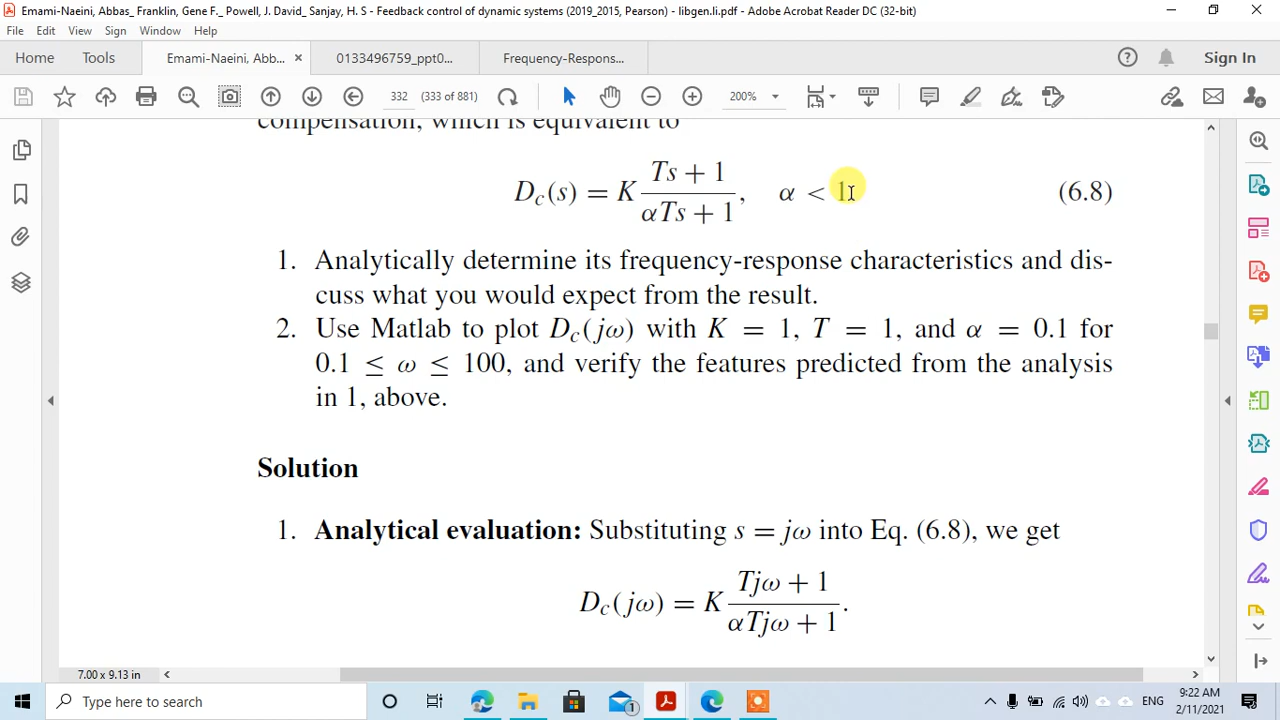 Emami-Naeini, Abbas_ Franklin, Gene F._ Powell, J. David_ Sanjay, H. S - Feedback control of dynamic systems (2019_2015, Pearson) - libgen.li.pdf - Adobe Acrobat Reader DC (32-bit)
File Edit View Sign Window Help
Home Tools Emami-Naeini, Abb... × 0133496759_ppt0... Frequency-Respons... Sign In
332 (333 of 881) 200%
compensation, which is equivalent to
D_c(s) = K (Ts + 1)/(αTs + 1), α < 1 (6.8)
1. Analytically determine its frequency-response characteristics and dis-
cuss what you would expect from the result.
2. Use Matlab to plot D_c(jω) with K = 1, T = 1, and α = 0.1 for
0.1 ≤ ω ≤ 100, and verify the features predicted from the analysis
in 1, above.
Solution
1. Analytical evaluation: Substituting s = jω into Eq. (6.8), we get
D_c(jω) = K (Tjω + 1)/(αTjω + 1).
7.00 x 9.13 in
Type here to search
1
ENG
9:22 AM
2/11/2021